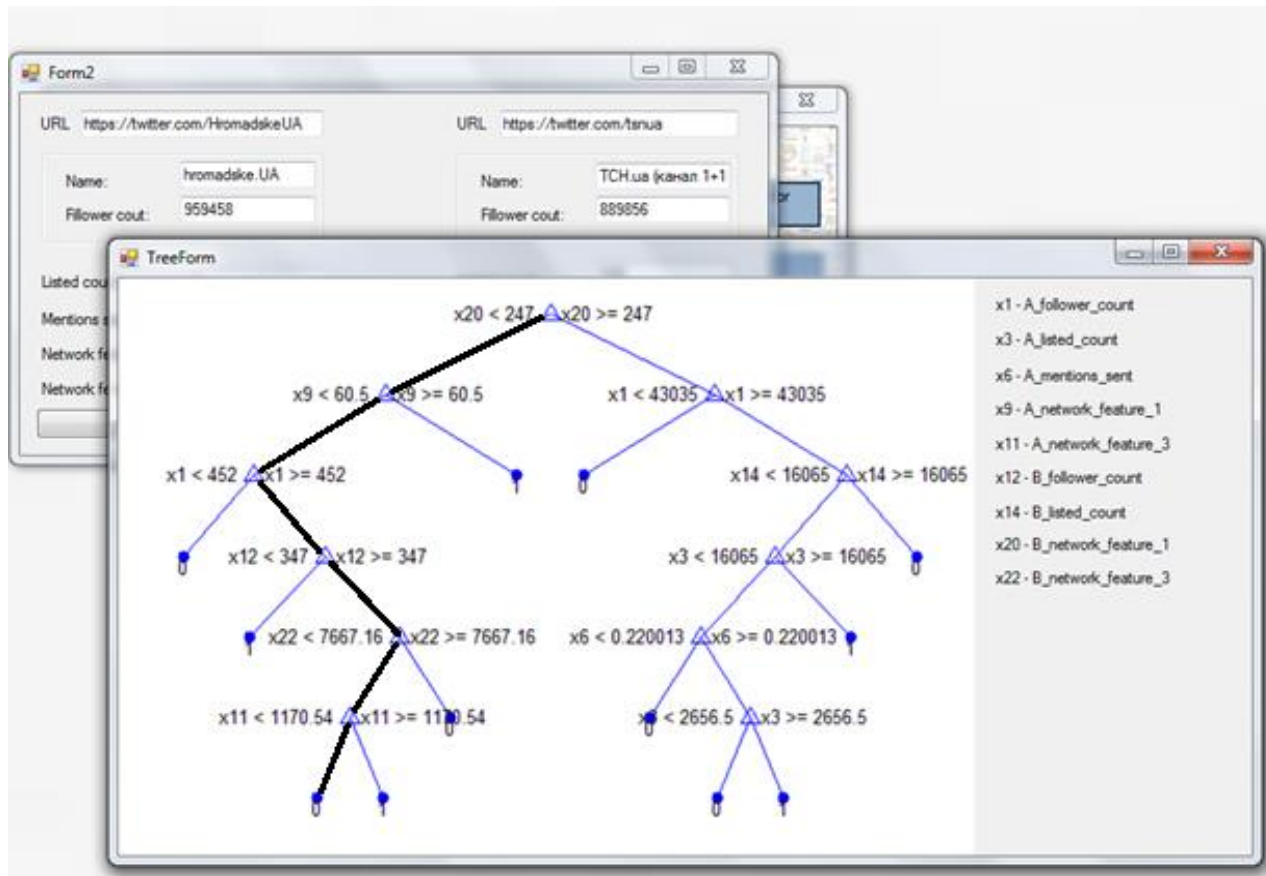 Form2
URL https://twitter.com/HromadskeUA URL https://twitter.com/tsnua
Name: hromadske.UA Name: ТСН.ua (канал 1+1
Fillower cout: 959458 Fillower cout: 889856
or
TreeForm
Listed cou
Mentions s
Network fe
Network fe
x20 < 247 x20 >= 247
x9 < 60.5 x9 >= 60.5 x1 < 43035 x1 >= 43035
x1 < 452 x1 >= 452 1 0 x14 < 16065 x14 >= 16065
0 x12 < 347 x12 >= 347 x3 < 16065 x3 >= 16065 0
1 x22 < 7667.16 x22 >= 7667.16 x6 < 0.220013 x6 >= 0.220013 1
x11 < 1170.54 x11 >= 1170.54 0 0 x3 < 2656.5 x3 >= 2656.5
0 1 0 1
x1 - A_follower_count
x3 - A_listed_count
x6 - A_mentions_sent
x9 - A_network_feature_1
x11 - A_network_feature_3
x12 - B_follower_count
x14 - B_listed_count
x20 - B_network_feature_1
x22 - B_network_feature_3